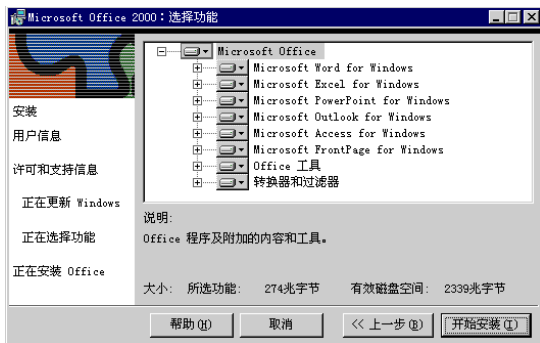 Microsoft Office 2000：选择功能
Microsoft Office
Microsoft Word for Windows
Microsoft Excel for Windows
Microsoft PowerPoint for Windows
Microsoft Outlook for Windows
Microsoft Access for Windows
Microsoft FrontPage for Windows
Office 工具
转换器和过滤器
安装
用户信息
许可和支持信息
正在更新 Windows
正在选择功能
正在安装 Office
说明:
Office 程序及附加的内容和工具。
大小: 所选功能: 274兆字节 有效磁盘空间: 2339兆字节
帮助(H) 取消 << 上一步(B) 开始安装(I)